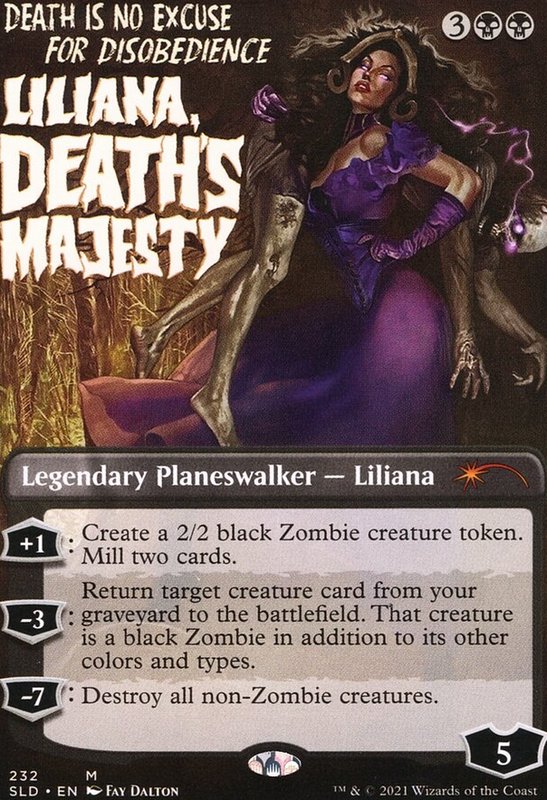 DEATH IS NO EXCUSE
FOR DISOBEDIENCE
3
LILIANA,
DEATH'S
MAJESTY
Legendary Planeswalker — Liliana
+1: Create a 2/2 black Zombie creature token.
Mill two cards.
Return target creature card from your
-3: graveyard to the battlefield. That creature
is a black Zombie in addition to its other
colors and types.
-7: Destroy all non-Zombie creatures.
5
232 M
SLD • EN FAY DALTON
™ & © 2021 Wizards of the Coast